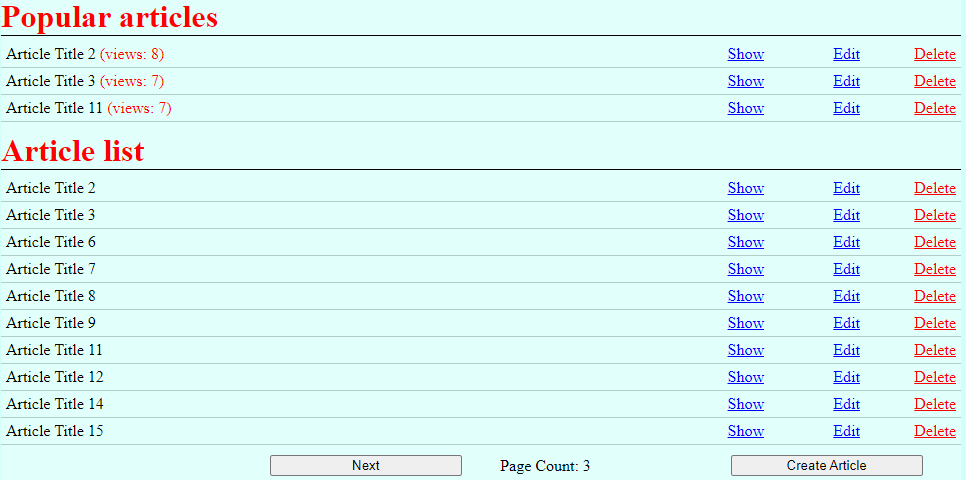 Popular articles
Article Title 2 (views: 8) Show Edit Delete
Article Title 3 (views: 7) Show Edit Delete
Article Title 11 (views: 7) Show Edit Delete
Article list
Article Title 2 Show Edit Delete
Article Title 3 Show Edit Delete
Article Title 6 Show Edit Delete
Article Title 7 Show Edit Delete
Article Title 8 Show Edit Delete
Article Title 9 Show Edit Delete
Article Title 11 Show Edit Delete
Article Title 12 Show Edit Delete
Article Title 14 Show Edit Delete
Article Title 15 Show Edit Delete
Next Page Count: 3 Create Article